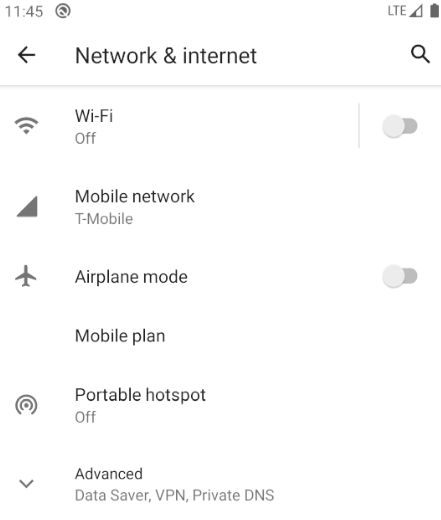 11:45
LTE
Network & internet
Wi-Fi
Off
Mobile network
T-Mobile
Airplane mode
Mobile plan
Portable hotspot
Off
Advanced
Data Saver, VPN, Private DNS